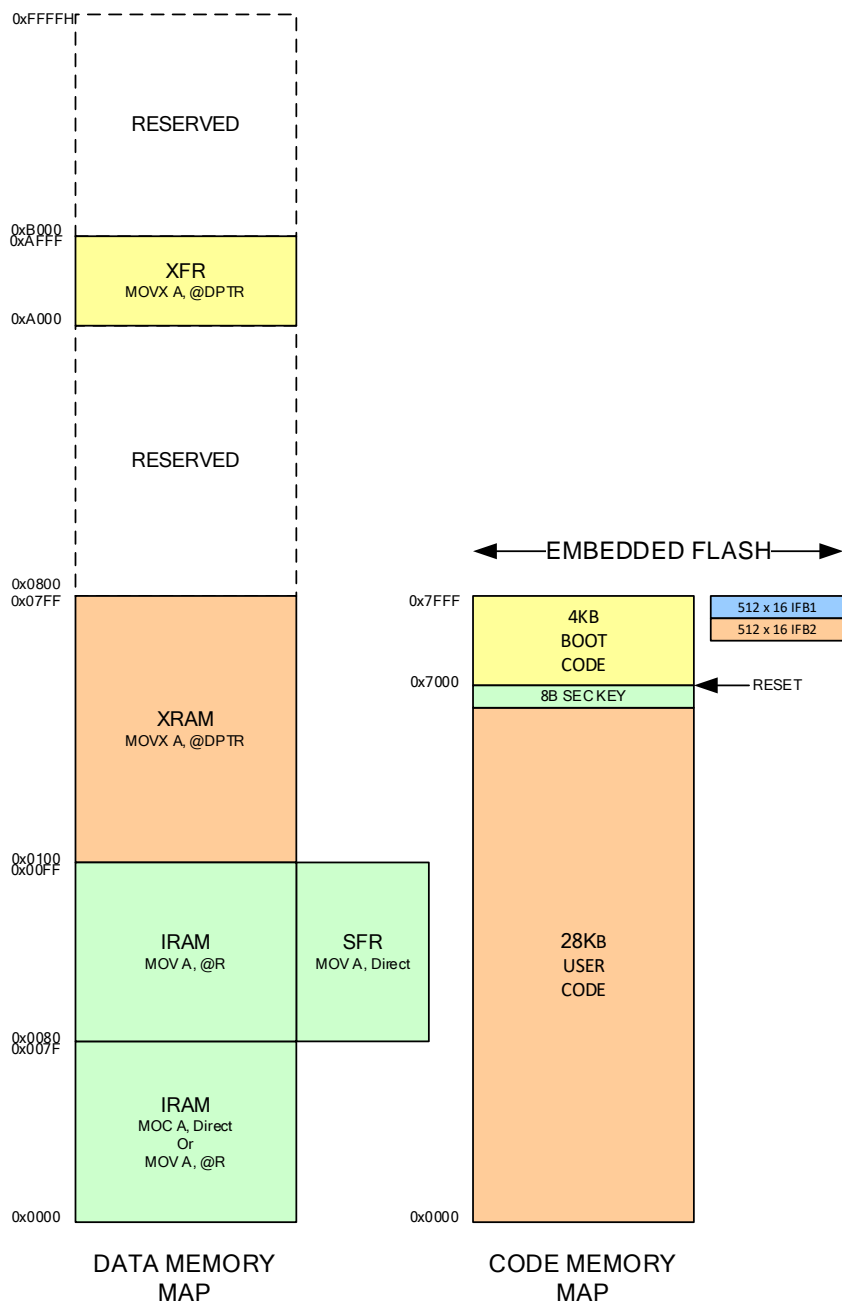 0xFFFFH
RESERVED
0xB000
0xAFFF
XFR
MOVX A, @DPTR
0xA000
RESERVED
0x0800
0x07FF
XRAM
MOVX A, @DPTR
0x0100
0x00FF
IRAM
MOV A, @R
SFR
MOV A, Direct
0x0080
0x007F
IRAM
MOC A, Direct
Or
MOV A, @R
0x0000
DATA MEMORY
MAP
EMBEDDED FLASH
0x7FFF
4KB
BOOT
CODE
512 x 16 IFB1
512 x 16 IFB2
0x7000
RESET
8B SEC KEY
28KB
USER
CODE
0x0000
CODE MEMORY
MAP